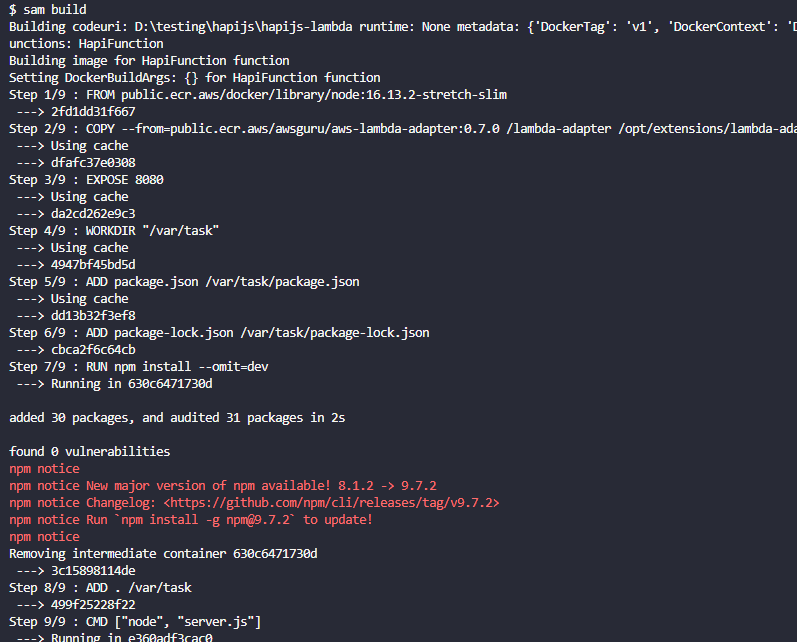 $ sam build
Building codeuri: D:\testing\hapijs\hapijs-lambda runtime: None metadata: {'DockerTag': 'v1', 'DockerContext': 'D
unctions: HapiFunction
Building image for HapiFunction function
Setting DockerBuildArgs: {} for HapiFunction function
Step 1/9 : FROM public.ecr.aws/docker/library/node:16.13.2-stretch-slim
---> 2fd1dd31f667
Step 2/9 : COPY --from=public.ecr.aws/awsguru/aws-lambda-adapter:0.7.0 /lambda-adapter /opt/extensions/lambda-ada
---> Using cache
---> dfafc37e0308
Step 3/9 : EXPOSE 8080
---> Using cache
---> da2cd262e9c3
Step 4/9 : WORKDIR "/var/task"
---> Using cache
---> 4947bf45bd5d
Step 5/9 : ADD package.json /var/task/package.json
---> Using cache
---> dd13b32f3ef8
Step 6/9 : ADD package-lock.json /var/task/package-lock.json
---> cbca2f6c64cb
Step 7/9 : RUN npm install --omit=dev
---> Running in 630c6471730d
added 30 packages, and audited 31 packages in 2s
found 0 vulnerabilities
npm notice
npm notice New major version of npm available! 8.1.2 -> 9.7.2
npm notice Changelog: <https://github.com/npm/cli/releases/tag/v9.7.2>
npm notice Run `npm install -g npm@9.7.2` to update!
npm notice
Removing intermediate container 630c6471730d
---> 3c15898114de
Step 8/9 : ADD . /var/task
---> 499f25228f22
Step 9/9 : CMD ["node", "server.js"]
---> Running in e360adf3cac0